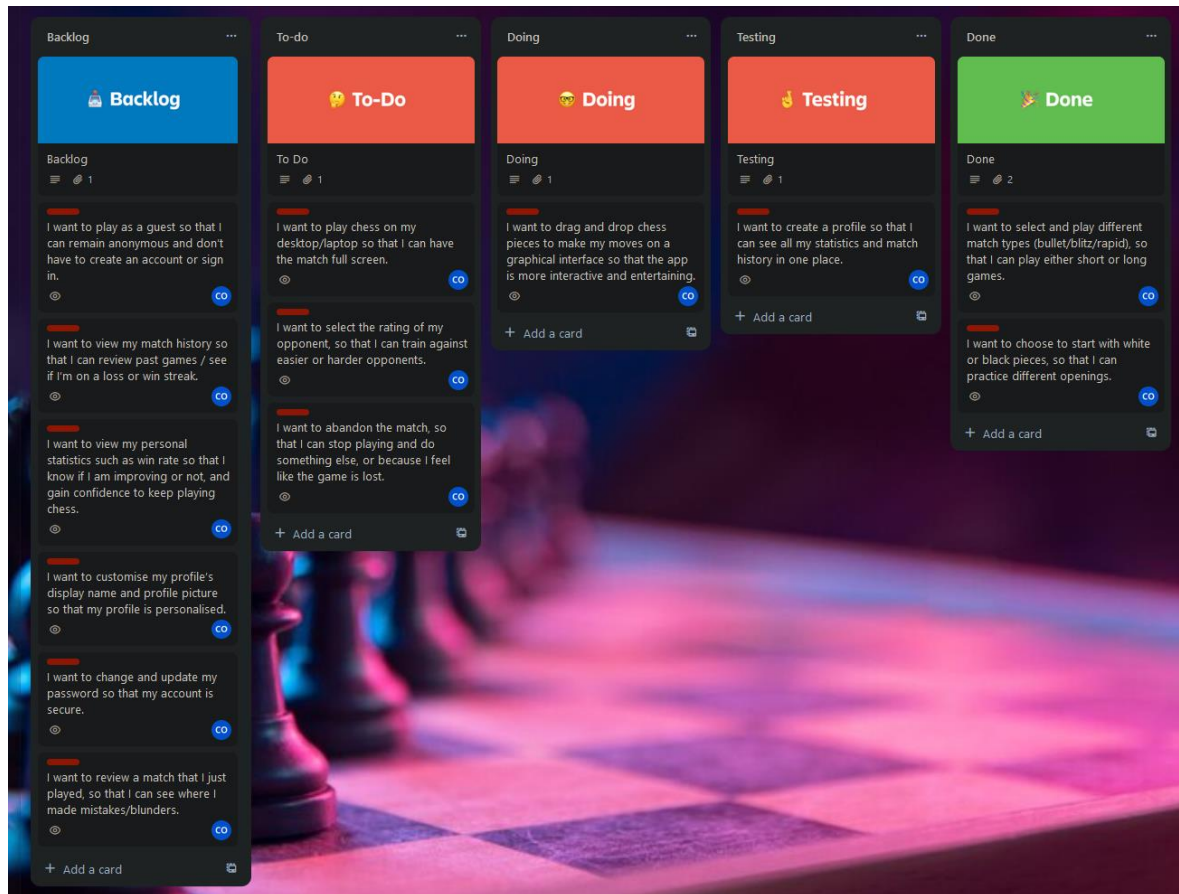 Backlog
Backlog
Backlog
1
I want to play as a guest so that I
can remain anonymous and don't
have to create an account or sign
in.
CO
I want to view my match history so
that I can review past games / see
if I'm on a loss or win streak.
CO
I want to view my personal
statistics such as win rate so that I
know if I am improving or not, and
gain confidence to keep playing
chess.
CO
I want to customise my profile's
display name and profile picture
so that my profile is personalised.
CO
I want to change and update my
password so that my account is
secure.
CO
I want to review a match that I just
played, so that I can see where I
made mistakes/blunders.
CO
+ Add a card
To-do
To-Do
To Do
1
I want to play chess on my
desktop/laptop so that I can have
the match full screen.
CO
I want to select the rating of my
opponent, so that I can train against
easier or harder opponents.
CO
I want to abandon the match, so
that I can stop playing and do
something else, or because I feel
like the game is lost.
CO
+ Add a card
Doing
Doing
Doing
1
I want to drag and drop chess
pieces to make my moves on a
graphical interface so that the app
is more interactive and entertaining.
CO
+ Add a card
Testing
Testing
Testing
1
I want to create a profile so that I
can see all my statistics and match
history in one place.
CO
+ Add a card
Done
Done
Done
2
I want to select and play different
match types (bullet/blitz/rapid), so
that I can play either short or long
games.
CO
I want to choose to start with white
or black pieces, so that I can
practice different openings.
CO
+ Add a card